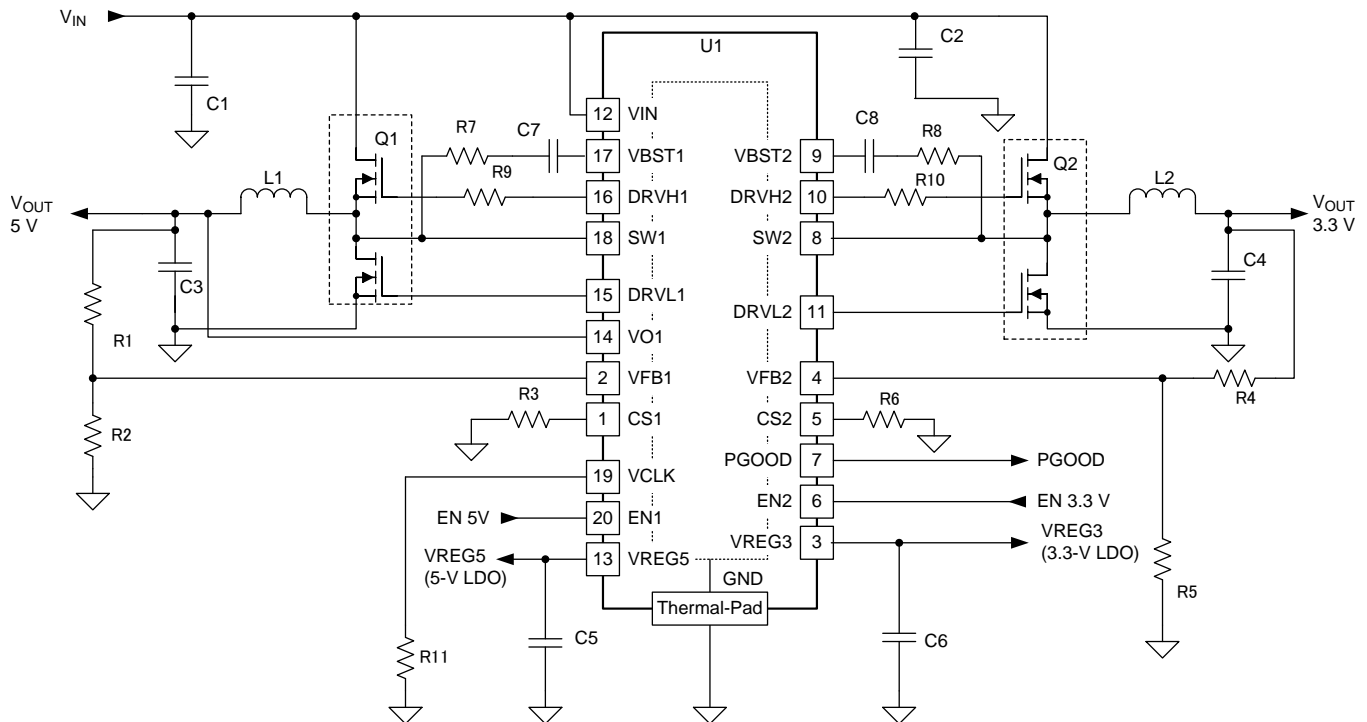 VIN
U1
C2
C1
12 VIN
Q1
R7
C7
17 VBST1
VBST2 9
C8
R8
Q2
R9
16 DRVH1
DRVH2 10
R10
L1
L2
VOUT
5 V
VOUT
3.3 V
18 SW1
SW2 8
C3
C4
15 DRVL1
DRVL2 11
R1
14 VO1
2 VFB1
VFB2 4
R4
R3
R6
R2
1 CS1
CS2 5
PGOOD 7
PGOOD
19 VCLK
EN2 6
EN 3.3 V
EN 5V
20 EN1
VREG3 3
VREG3
(3.3-V LDO)
VREG5
(5-V LDO)
13 VREG5
GND
R5
Thermal-Pad
C5
C6
R11